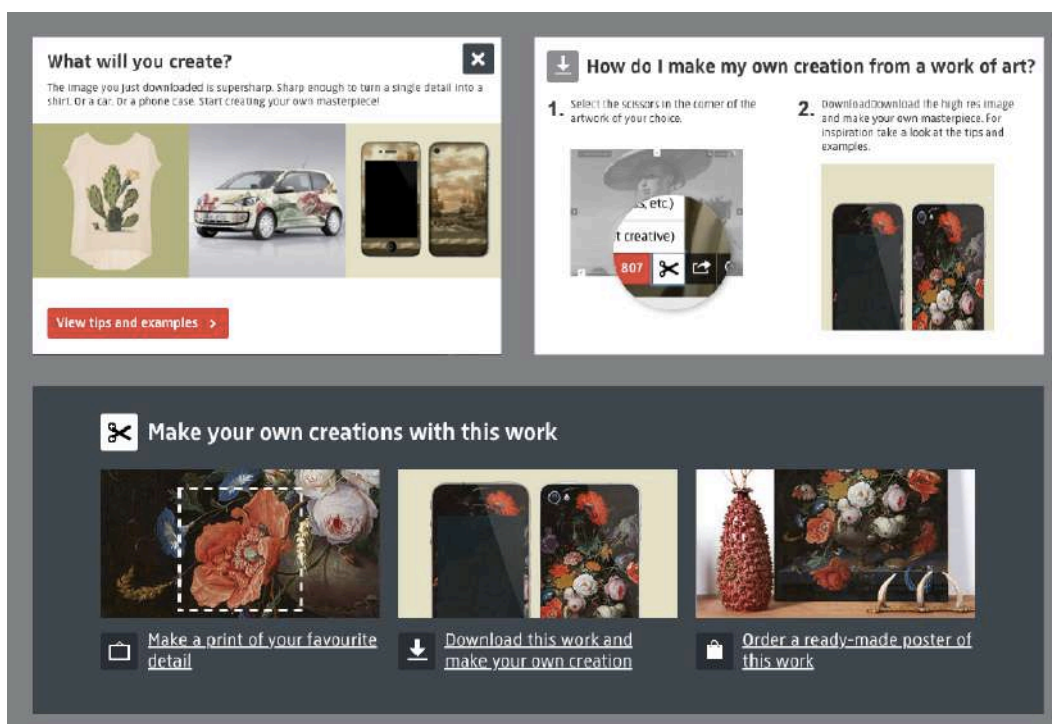 What will you create?
The image you just downloaded is supersharp. Sharp enough to turn a single detail into a
shirt. Or a car. Or a phone case. Start creating your own masterpiece!
View tips and examples >
How do I make my own creation from a work of art?
1. Select the scissors in the corner of the
artwork of your choice.
s, etc.)
t creative)
807
2. DownloadDownload the high res image
and make your own masterpiece. For
inspiration take a look at the tips and
examples.
Make your own creations with this work
Make a print of your favourite
detail
Download this work and
make your own creation
Order a ready-made poster of
this work